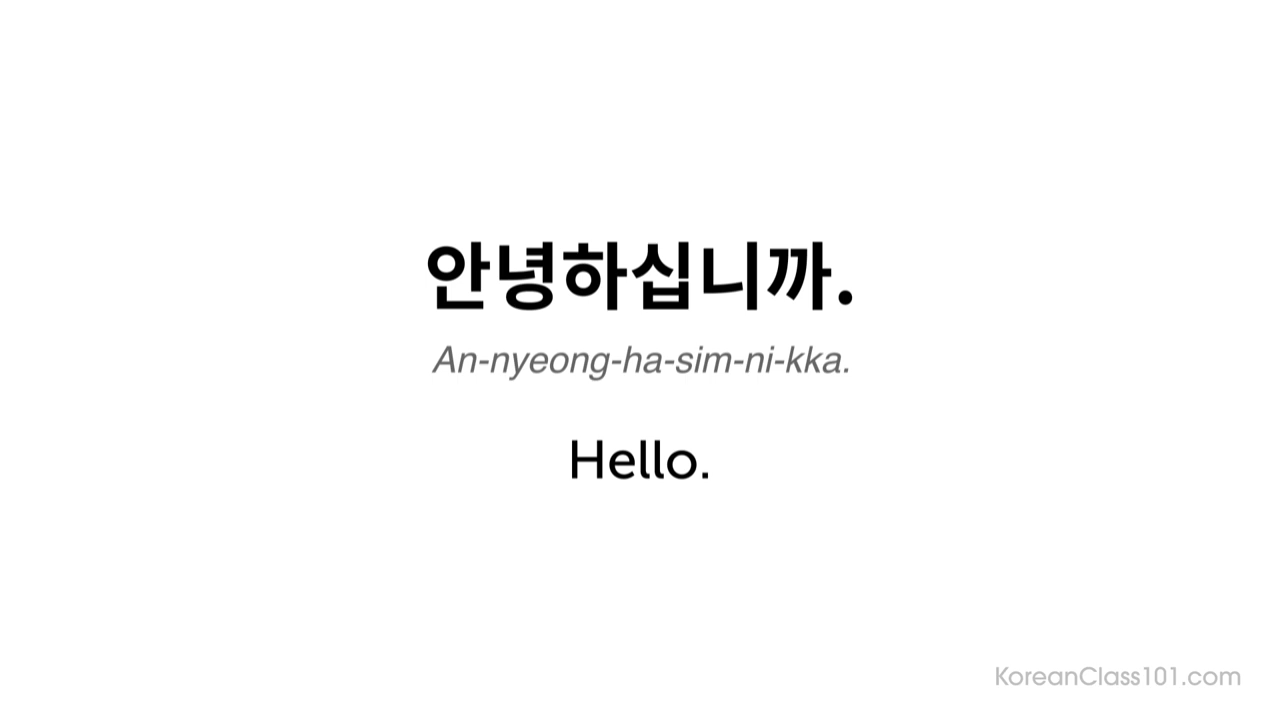 안녕하십니까.
An-nyeong-ha-sim-ni-kka.
Hello.
KoreanClass101.com